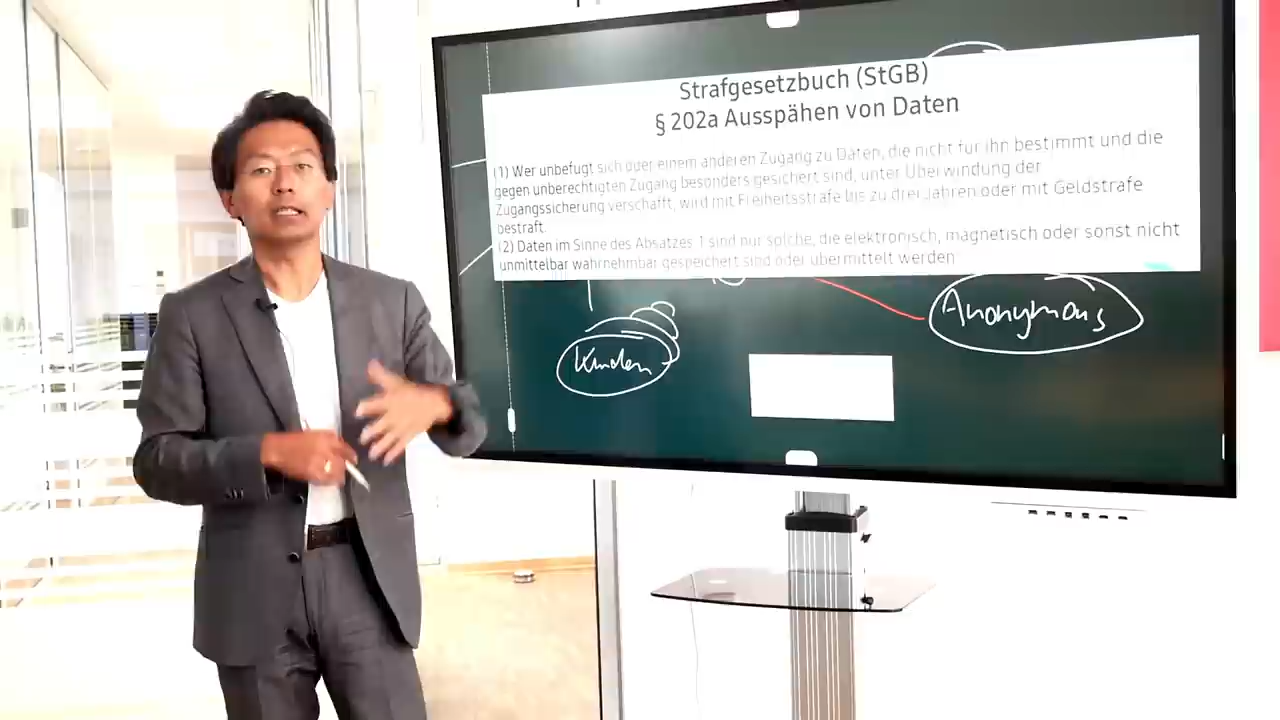 Strafgesetzbuch (StGB)
§ 202a Ausspähen von Daten
(1) Wer unbefugt sich oder einem anderen Zugang zu Daten, die nicht für ihn bestimmt und die
gegen unberechtigten Zugang besonders gesichert sind, unter Überwindung der
Zugangssicherung verschafft, wird mit Freiheitsstrafe bis zu drei Jahren oder mit Geldstrafe
bestraft.
(2) Daten im Sinne des Absatzes 1 sind nur solche, die elektronisch, magnetisch oder sonst nicht
unmittelbar wahrnehmbar gespeichert sind oder übermittelt werden
Anonymous
Kunden